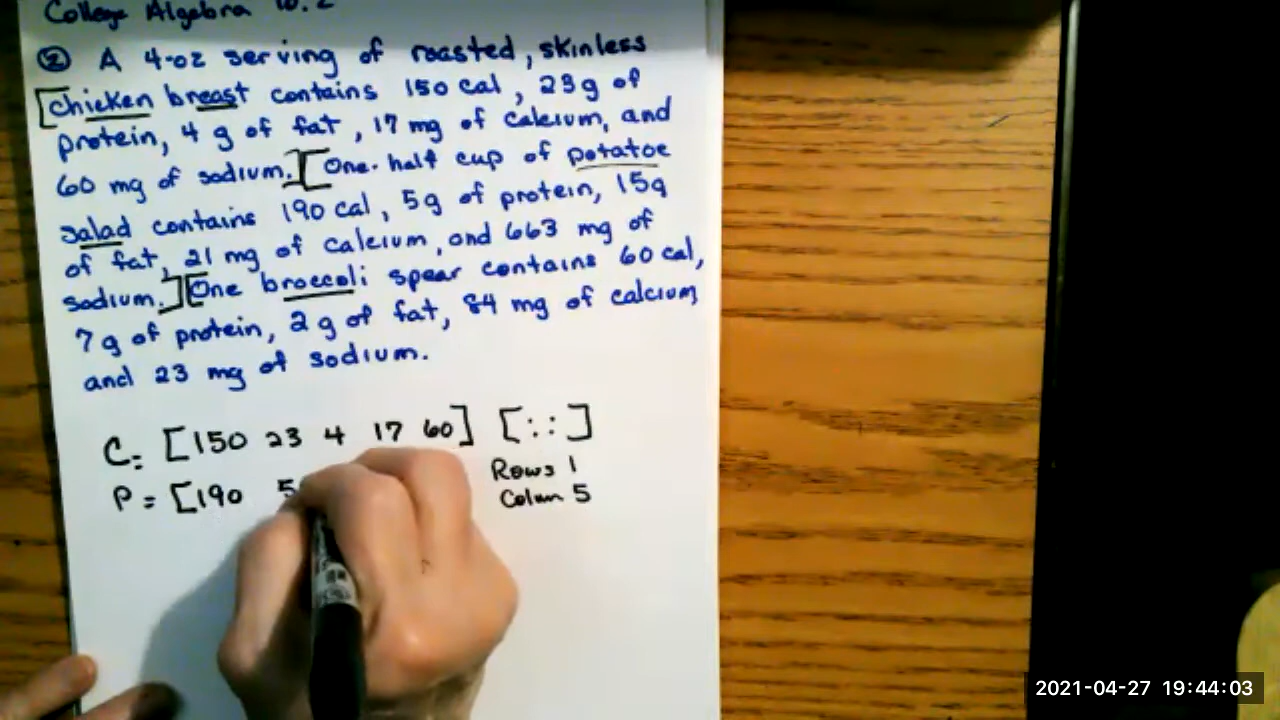 College Algebra 10.2
② A 4-oz serving of roasted, skinless
[chicken breast contains 150 cal, 23g of
protein, 4 g of fat, 17 mg of calcium, and
60 mg of sodium.][One-half cup of potatoe
salad contains 190 cal, 5g of protein, 15g
of fat, 21 mg of calcium, and 663 mg of
sodium.][One broccoli spear contains 60 cal,
7g of protein, 2g of fat, 84 mg of calcium,
and 23 mg of sodium.
C= [150 23 4 17 60] [:: ]
Rows 1
P = [190 5
Colum 5
2021-04-27 19:44:03